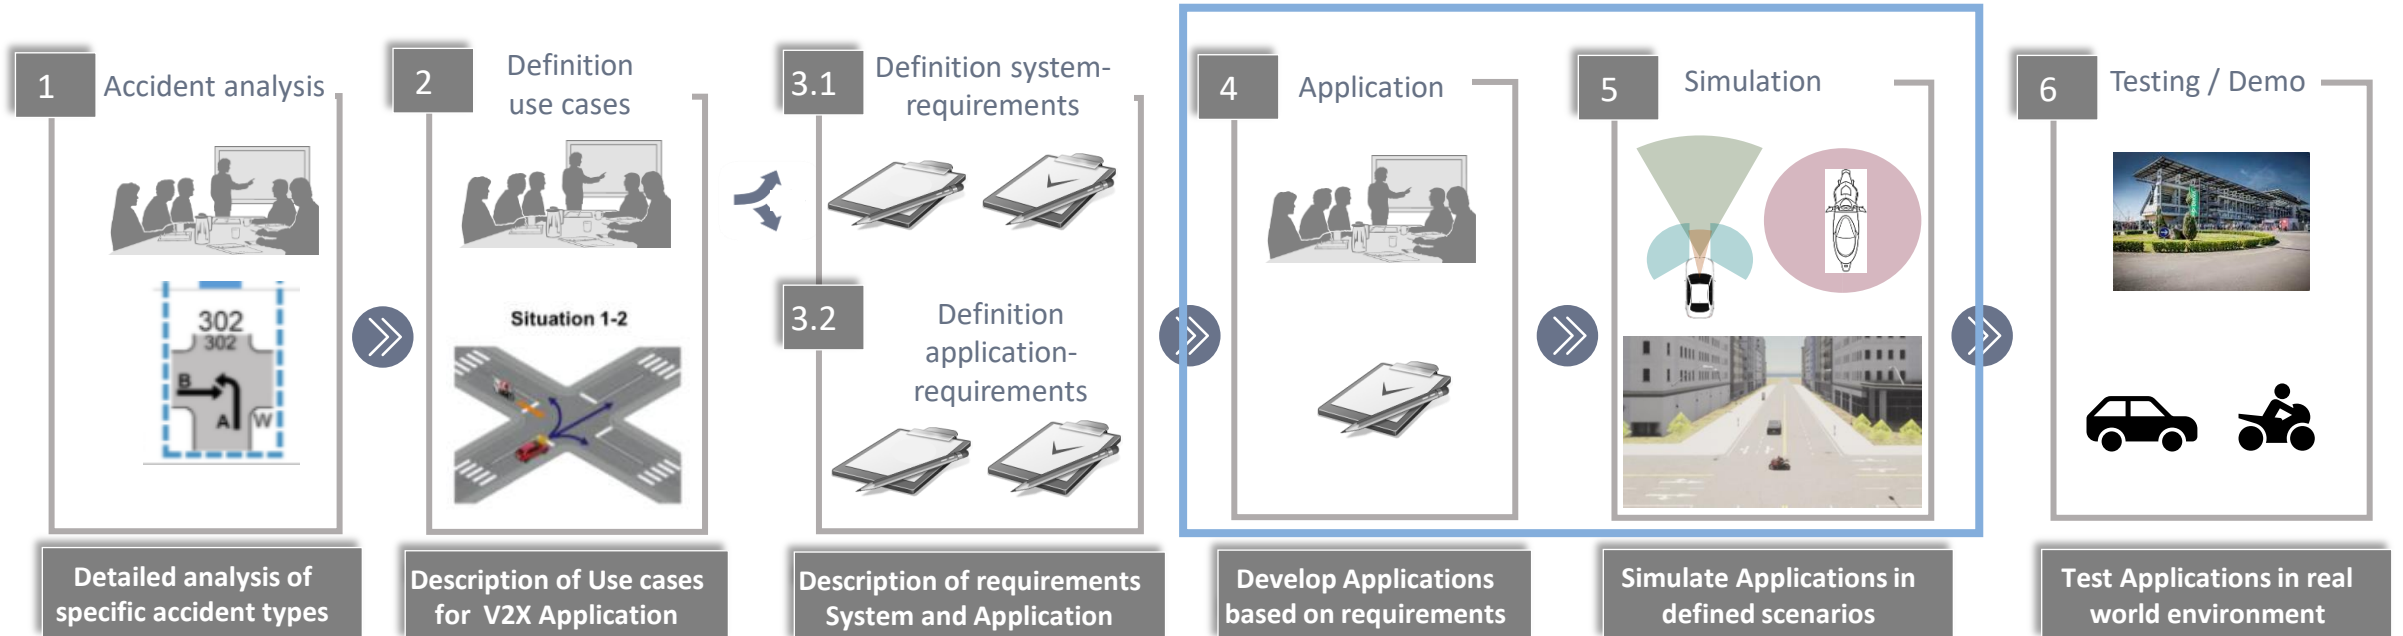 1
Accident analysis
302
302
B
A
W
Detailed analysis of
specific accident types
2
Definition
use cases
Situation 1-2
Description of Use cases
for V2X Application
3.1
Definition system-
requirements
3.2
Definition
application-
requirements
Description of requirements
System and Application
4
Application
Develop Applications
based on requirements
5
Simulation
Simulate Applications in
defined scenarios
6
Testing / Demo
Test Applications in real
world environment